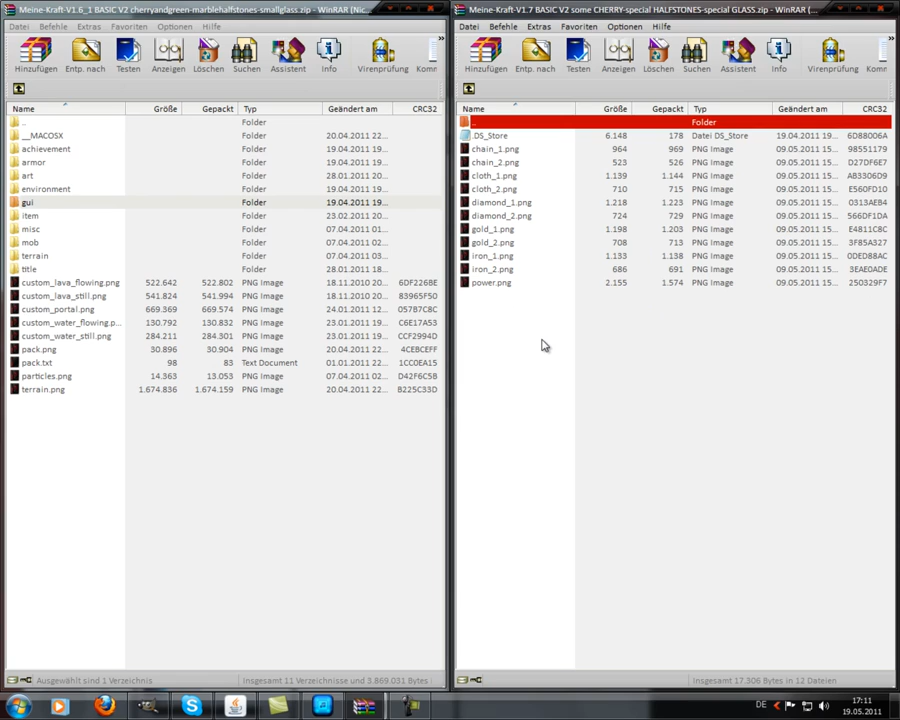 Meine-Kraft-V1.6_1 BASIC V2 cherryandgreen-marblehalfstones-smallglass.zip - WinRAR (Nic...
Datei Befehle Extras Favoriten Optionen Hilfe
Hinzufügen Entp. nach Testen Anzeigen Löschen Suchen Assistent Info Virenprüfung Komm
Name Größe Gepackt Typ Geändert am CRC32
.. Folder
__MACOSX Folder 20.04.2011 22...
achievement Folder 19.04.2011 19...
armor Folder 19.04.2011 19...
art Folder 28.01.2011 20...
environment Folder 19.04.2011 19...
gui Folder 19.04.2011 19...
item Folder 23.02.2011 20...
misc Folder 07.04.2011 01...
mob Folder 07.04.2011 02...
terrain Folder 07.04.2011 03...
title Folder 28.01.2011 18...
custom_lava_flowing.png 522.642 522.802 PNG Image 18.11.2010 20... 6DF226BE
custom_lava_still.png 541.824 541.994 PNG Image 18.11.2010 20... 83965F50
custom_portal.png 669.369 669.574 PNG Image 24.01.2011 12... 057B7C8C
custom_water_flowing.p... 130.792 130.832 PNG Image 23.01.2011 19... C6E17A53
custom_water_still.png 284.211 284.301 PNG Image 23.01.2011 19... CCF2994D
pack.png 30.896 30.904 PNG Image 20.04.2011 22... 4CEBCEFF
pack.txt 98 83 Text Document 01.01.2011 22... 1CC0EA15
particles.png 14.363 13.053 PNG Image 07.04.2011 02... D42F6C5B
terrain.png 1.674.836 1.674.159 PNG Image 20.04.2011 22... B225C33D
Ausgewählt sind 1 Verzeichnis Insgesamt 11 Verzeichnisse und 3.869.031 Bytes
Meine-Kraft-V1.7 BASIC V2 some CHERRY-special HALFSTONES-special GLASS.zip - WinRAR (...
Datei Befehle Extras Favoriten Optionen Hilfe
Hinzufügen Entp. nach Testen Anzeigen Löschen Suchen Assistent Info Virenprüfung Komm
Name Größe Gepackt Typ Geändert am CRC32
.. Folder
.DS_Store 6.148 178 Datei DS_Store 19.04.2011 19... 6D88006A
chain_1.png 964 969 PNG Image 09.05.2011 15... 98551179
chain_2.png 523 526 PNG Image 09.05.2011 15... D27DF6E7
cloth_1.png 1.139 1.144 PNG Image 09.05.2011 15... AB3306D9
cloth_2.png 710 715 PNG Image 09.05.2011 15... E560FD10
diamond_1.png 1.218 1.223 PNG Image 09.05.2011 15... 0313AEB4
diamond_2.png 724 729 PNG Image 09.05.2011 15... 566DF1DA
gold_1.png 1.198 1.203 PNG Image 09.05.2011 15... E4811C8C
gold_2.png 708 713 PNG Image 09.05.2011 15... 3F85A327
iron_1.png 1.133 1.138 PNG Image 09.05.2011 15... 0DED88AC
iron_2.png 686 691 PNG Image 09.05.2011 15... 3EAE0ADE
power.png 2.155 1.574 PNG Image 09.05.2011 15... 250329F7
Insgesamt 17.306 Bytes in 12 Dateien
DE 17:11
19.05.2011